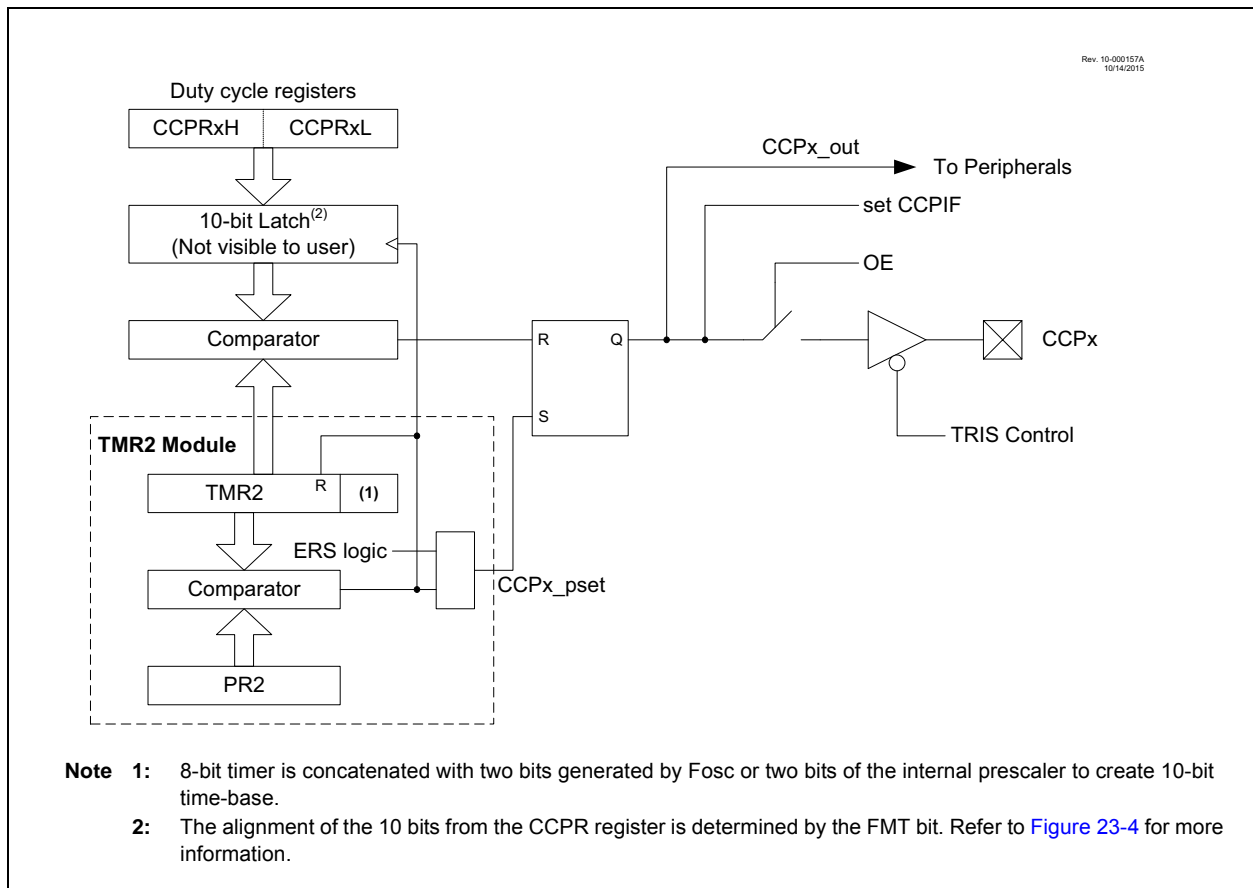 Rev. 10-000157A
10/14/2015
Duty cycle registers
CCPRxH CCPRxL
CCPx_out
To Peripherals
set CCPIF
10-bit Latch(2)
(Not visible to user)
OE
Comparator
R Q
CCPx
S
TRIS Control
TMR2 Module
TMR2 R (1)
ERS logic
CCPx_pset
Comparator
PR2
Note 1: 8-bit timer is concatenated with two bits generated by Fosc or two bits of the internal prescaler to create 10-bit
time-base.
2: The alignment of the 10 bits from the CCPR register is determined by the FMT bit. Refer to Figure 23-4 for more
information.